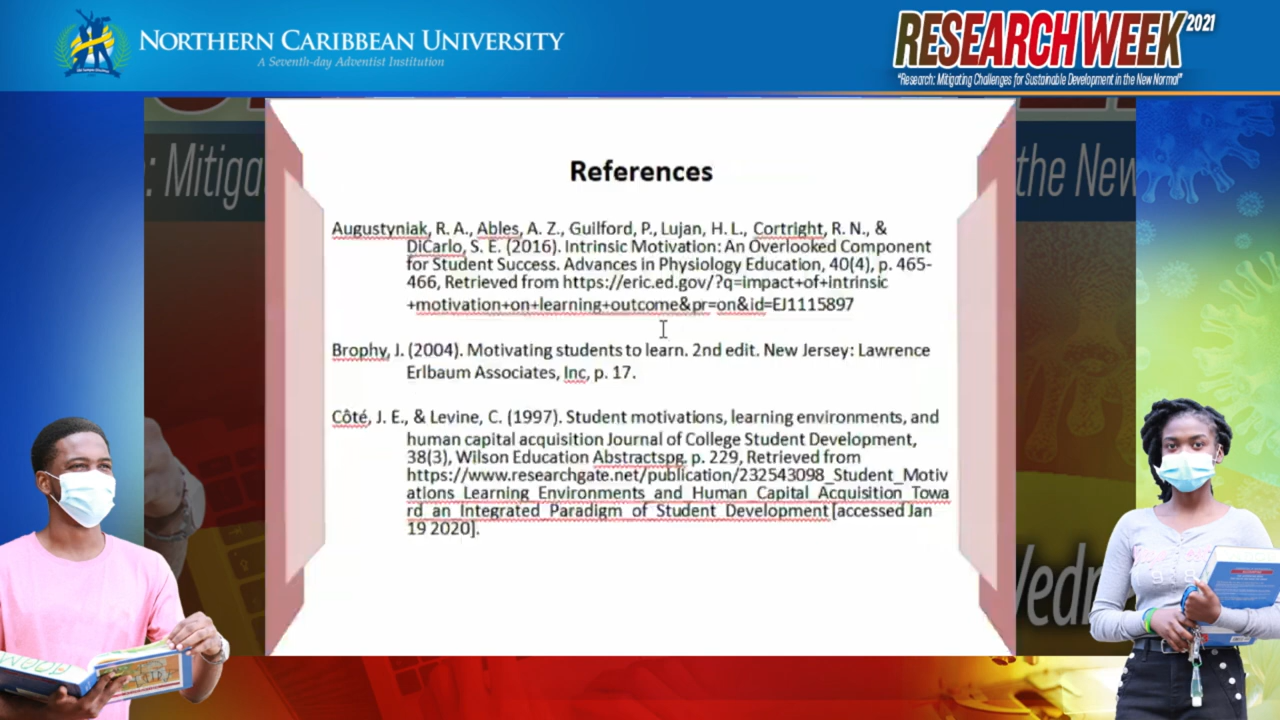 NORTHERN CARIBBEAN UNIVERSITY
A Seventh-day Adventist Institution
RESEARCH WEEK 2021
"Research: Mitigating Challenges for Sustainable Development in the New Normal"
: Mitiga
the New
References
Augustyniak, R. A., Ables, A. Z., Guilford, P., Lujan, H. L., Cortright, R. N., &
DiCarlo, S. E. (2016). Intrinsic Motivation: An Overlooked Component
for Student Success. Advances in Physiology Education, 40(4), p. 465-
466, Retrieved from https://eric.ed.gov/?q=impact+of+intrinsic
+motivation+on+learning+outcome&pr=on&id=EJ1115897
Brophy, J. (2004). Motivating students to learn. 2nd edit. New Jersey: Lawrence
Erlbaum Associates, Inc, p. 17.
Côté, J. E., & Levine, C. (1997). Student motivations, learning environments, and
human capital acquisition Journal of College Student Development,
38(3), Wilson Education Abstractspg. p. 229, Retrieved from
https://www.researchgate.net/publication/232543098_Student_Motiv
ations_Learning_Environments_and_Human_Capital_Acquisition_Towa
rd_an_Integrated_Paradigm_of_Student_Development [accessed Jan
19 2020].
Wedn